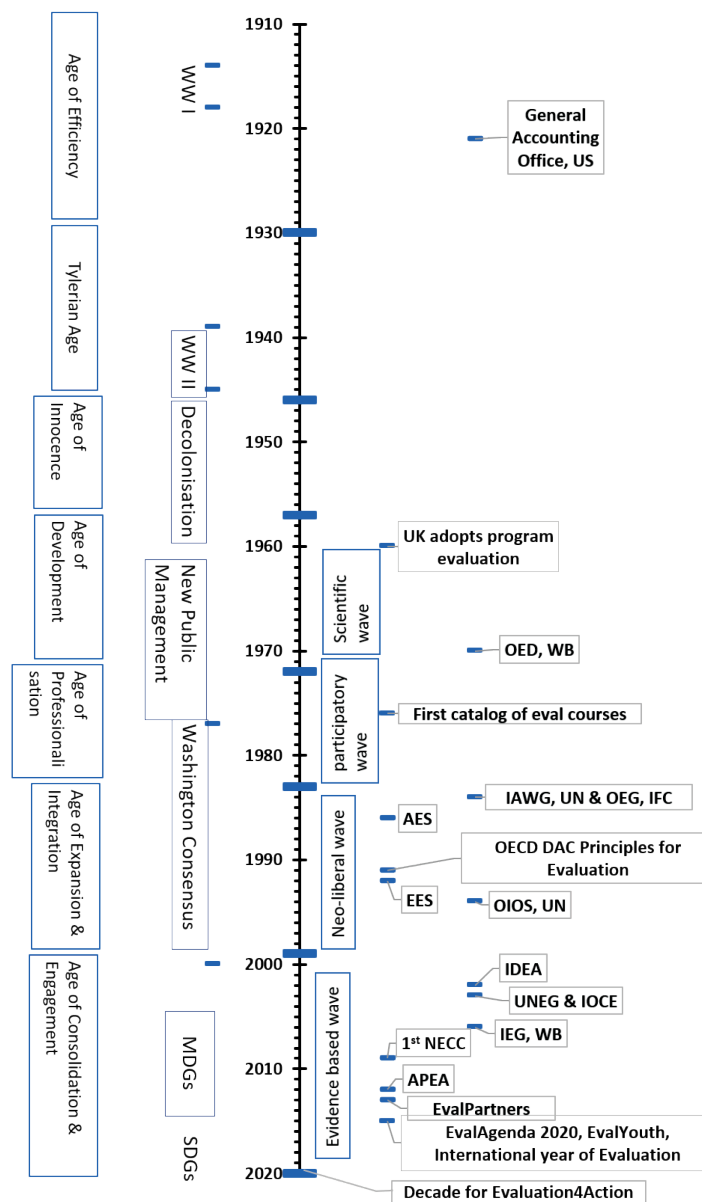 1910
Age of Efficiency
WW I
General
Accounting
Office, US
1920
1930
Tylerian Age
1940
WW II
Age of
Innocence
Decolonisation
1950
Age of
Development
UK adopts program
evaluation
1960
New Public
Management
Scientific
wave
OED, WB
1970
Age of
Professionali
sation
participatory
wave
First catalog of eval courses
Washington Consensus
1980
Age of Expansion &
Integration
Neo-liberal wave
IAWG, UN & OEG, IFC
AES
OECD DAC Principles for
Evaluation
1990
EES
OIOS, UN
2000
Age of Consolidation &
Engagement
Evidence based wave
IDEA
UNEG & IOCE
MDGs
IEG, WB
1st NECC
2010
APEA
EvalPartners
EvalAgenda 2020, EvalYouth,
International year of Evaluation
SDGs
2020
Decade for Evaluation4Action